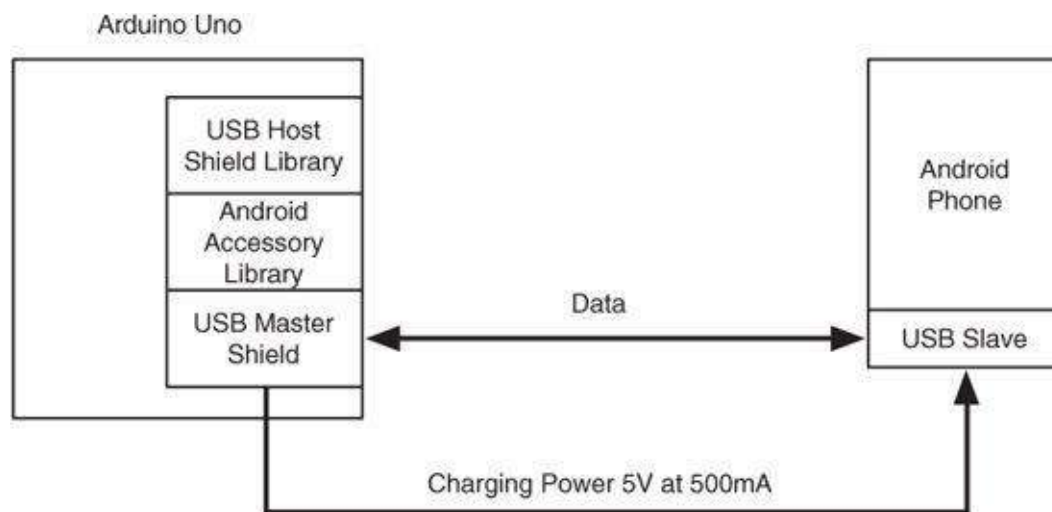 Arduino Uno
USB Host
Shield Library
Android
Accessory
Library
USB Master
Shield
Data
Android
Phone
USB Slave
Charging Power 5V at 500mA